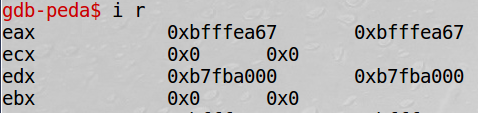 gdb-peda$ i r
eax 0xbfffea67 0xbfffea67
ecx 0x0 0x0
edx 0xb7fba000 0xb7fba000
ebx 0x0 0x0